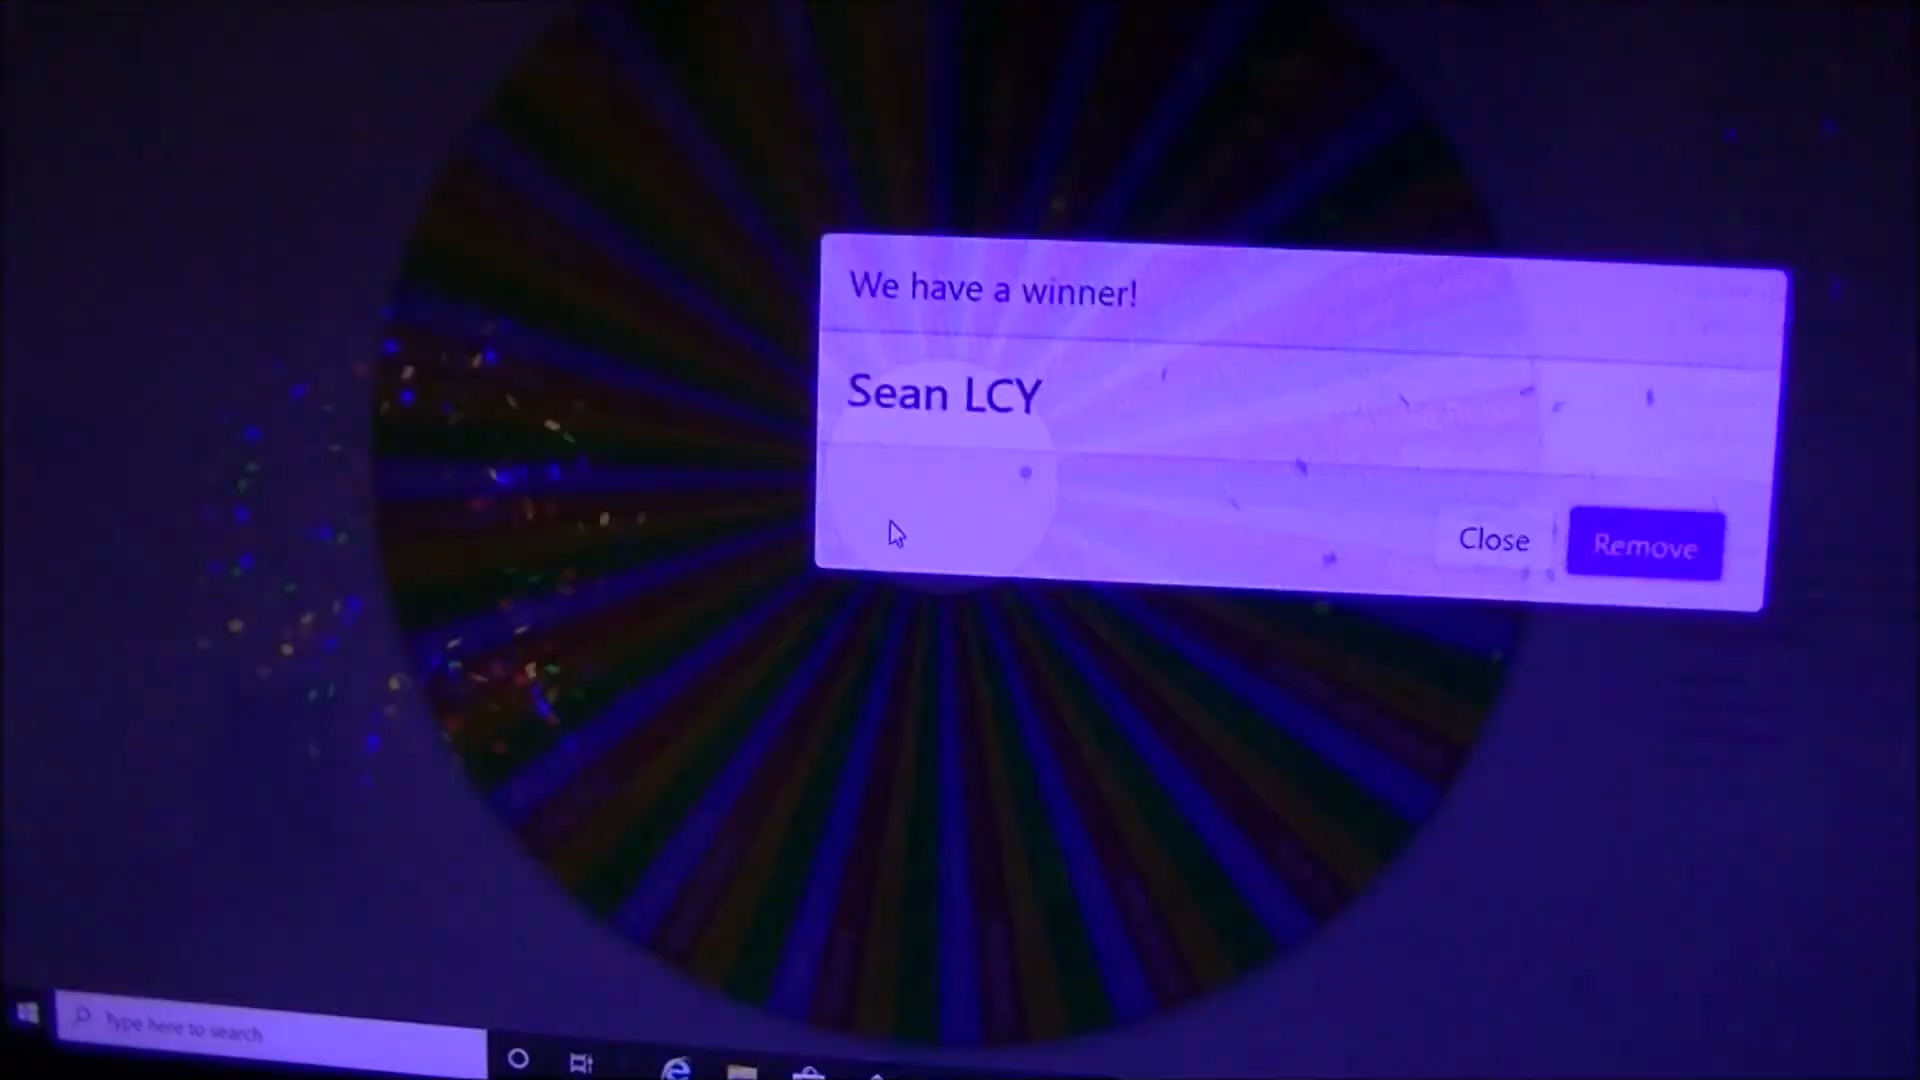 We have a winner!
Sean LCY
Close
Remove
Type here to search